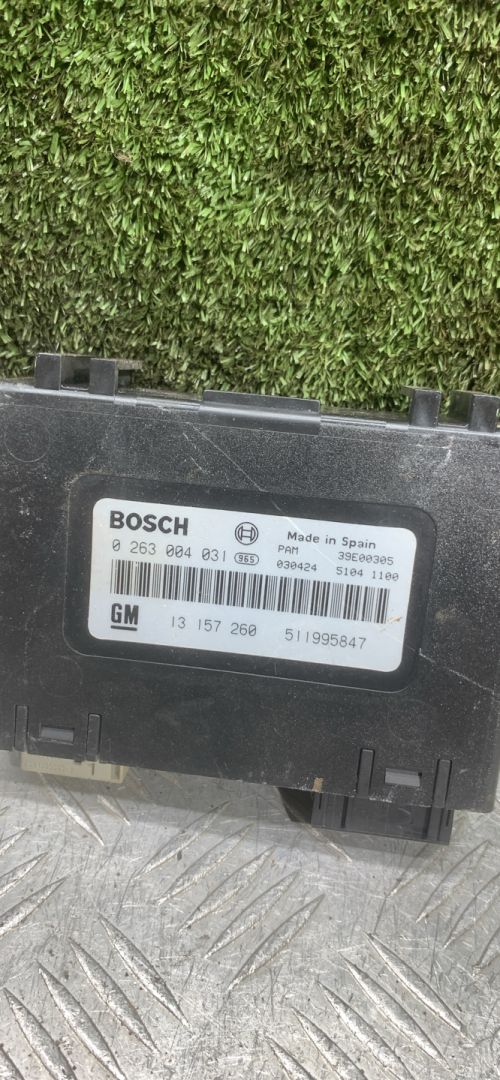 BOSCH Made in Spain
0 263 004 031 965 PAM 39E00305
030424 5104 1100
GM 13 157 260 511995847